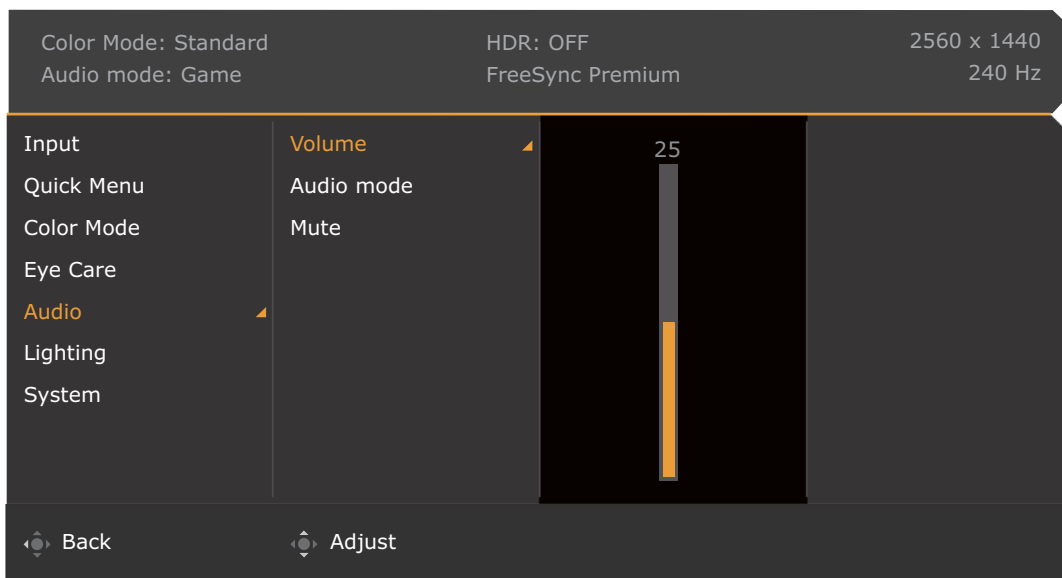 Color Mode: Standard
HDR: OFF
2560 x 1440
Audio mode: Game
FreeSync Premium
240 Hz
Input
Volume
25
Quick Menu
Audio mode
Color Mode
Mute
Eye Care
Audio
Lighting
System
Back
Adjust